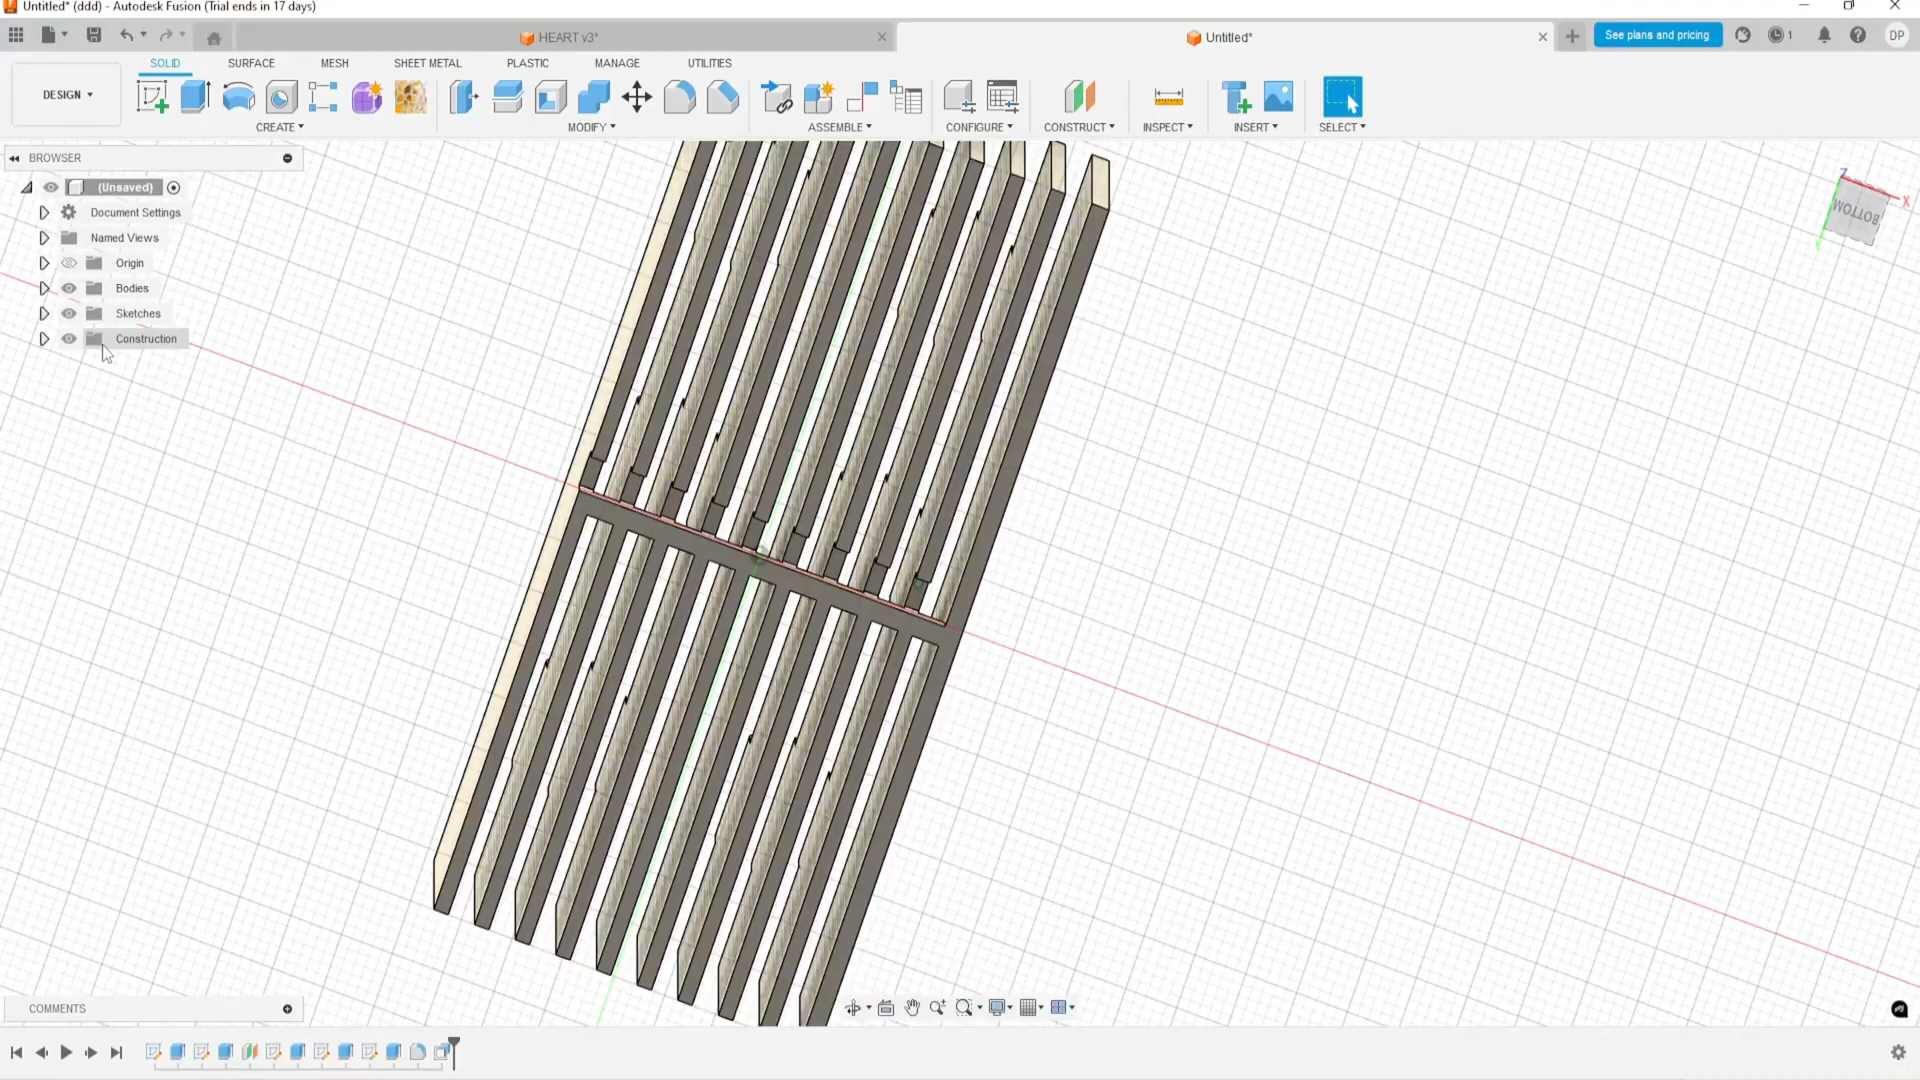 Untitled* (ddd) - Autodesk Fusion (Trial ends in 17 days)
HEART v3*
Untitled*
See plans and pricing
1
DP
DESIGN
SOLID
SURFACE
MESH
SHEET METAL
PLASTIC
MANAGE
UTILITIES
CREATE
MODIFY
ASSEMBLE
CONFIGURE
CONSTRUCT
INSPECT
INSERT
SELECT
BROWSER
(Unsaved)
Document Settings
Named Views
Origin
Bodies
Sketches
Construction
Z
X
Y
BOTTOM
COMMENTS